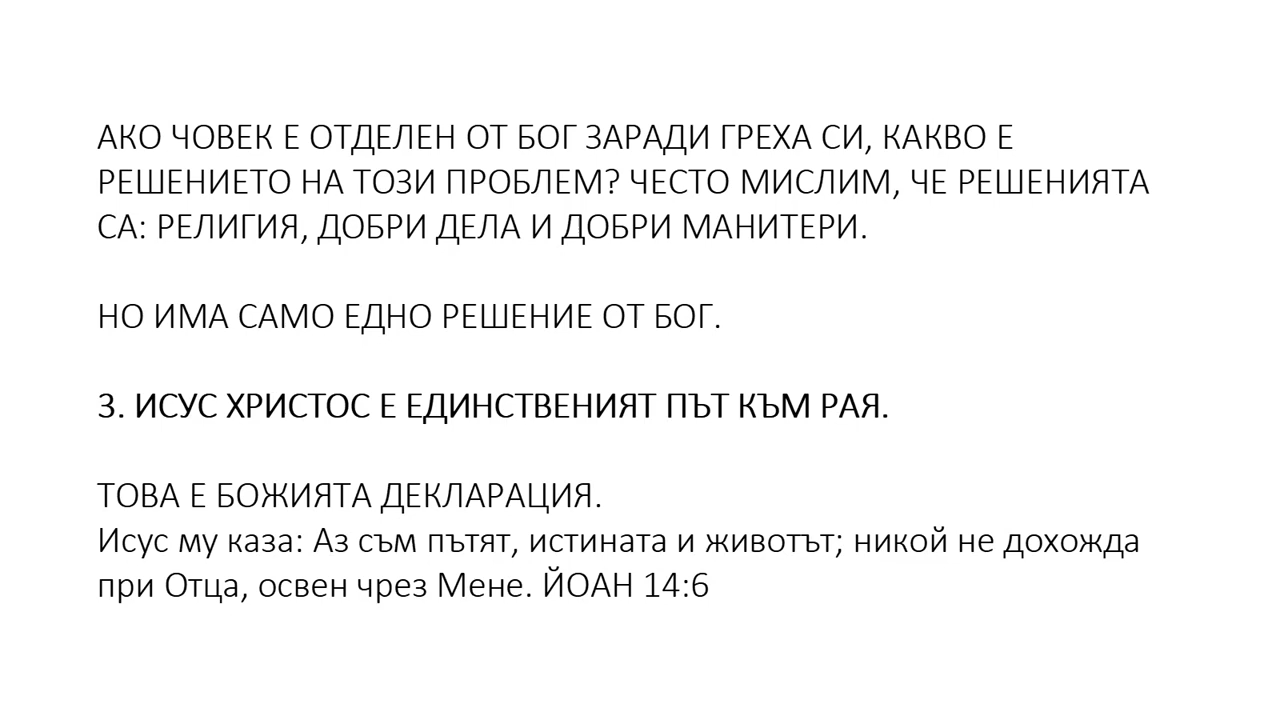 АКО ЧОВЕК Е ОТДЕЛЕН ОТ БОГ ЗАРАДИ ГРЕХА СИ, КАКВО Е
РЕШЕНИЕТО НА ТОЗИ ПРОБЛЕМ? ЧЕСТО МИСЛИМ, ЧЕ РЕШЕНИЯТА
СА: РЕЛИГИЯ, ДОБРИ ДЕЛА И ДОБРИ МАНИТЕРИ.
НО ИМА САМО ЕДНО РЕШЕНИЕ ОТ БОГ.
3. ИСУС ХРИСТОС Е ЕДИНСТВЕНИЯТ ПЪТ КЪМ РАЯ.
ТОВА Е БОЖИЯТА ДЕКЛАРАЦИЯ.
Исус му каза: Аз съм пътят, истината и животът; никой не дохожда
при Отца, освен чрез Мене. ЙОАН 14:6